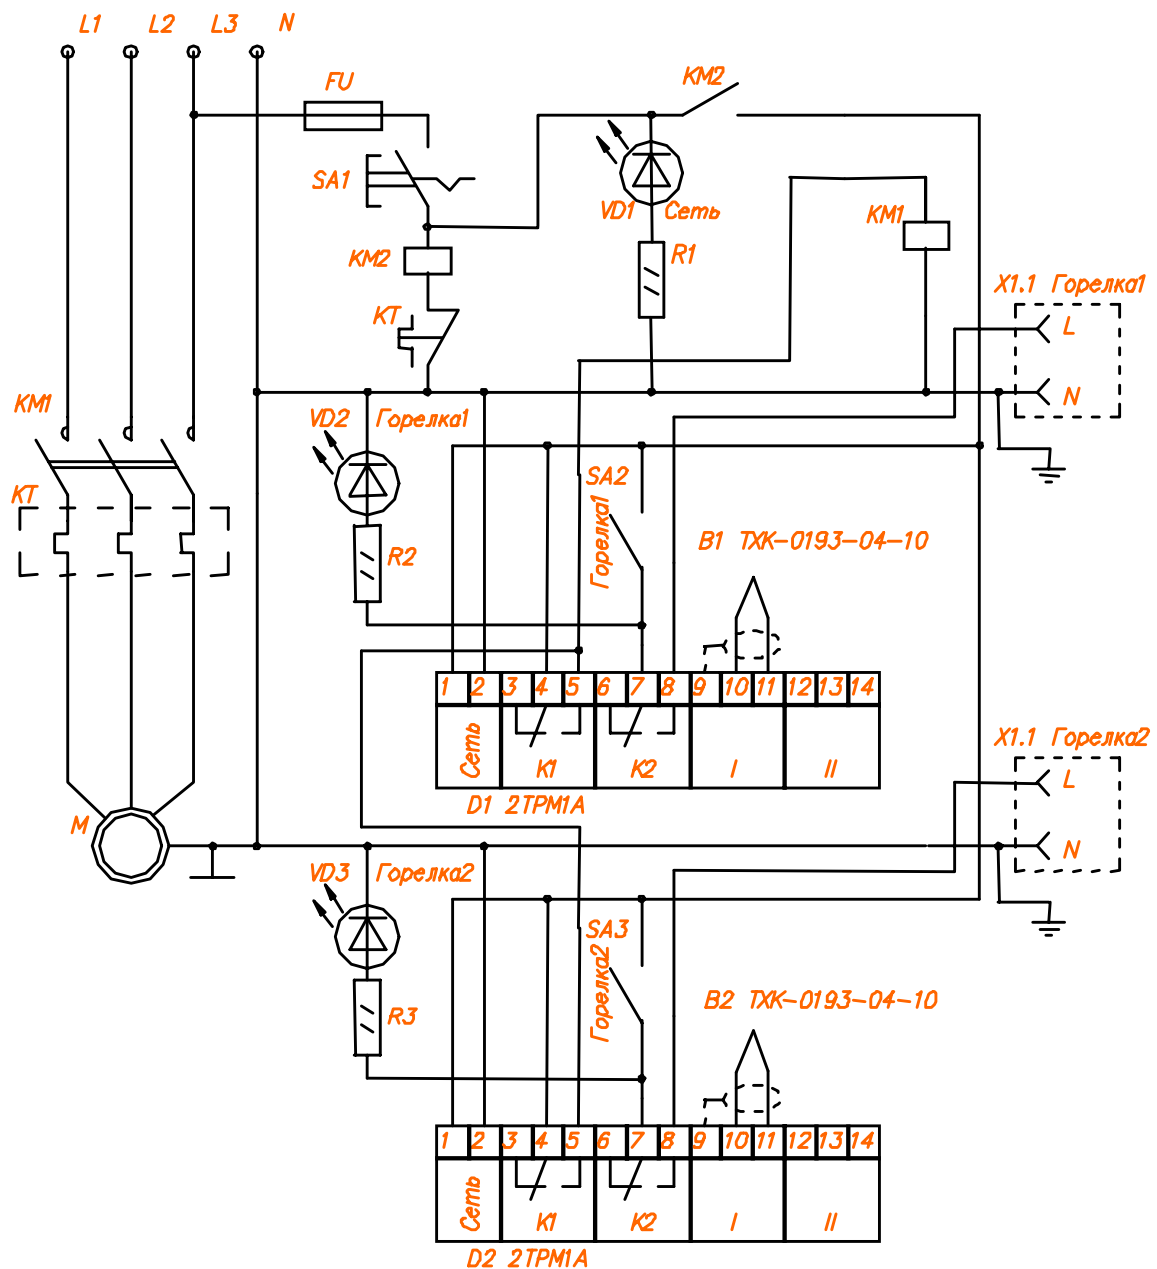 L1 L2 L3 N
FU
KM2
SA1
VD1 Сеть
KM1
KM2
R1
X1.1 Горелка1
KT
L
N
KM1
VD2 Горелка1
SA2
Горелка1
KT
R2
B1 ТХК-0193-04-10
1 2 3 4 5 6 7 8 9 10 11 12 13 14
Сеть K1 K2 I II
D1 2ТРМ1А
X1.1 Горелка2
L
N
M
VD3 Горелка2
SA3
Горелка2
R3
B2 ТХК-0193-04-10
1 2 3 4 5 6 7 8 9 10 11 12 13 14
Сеть K1 K2 I II
D2 2ТРМ1А